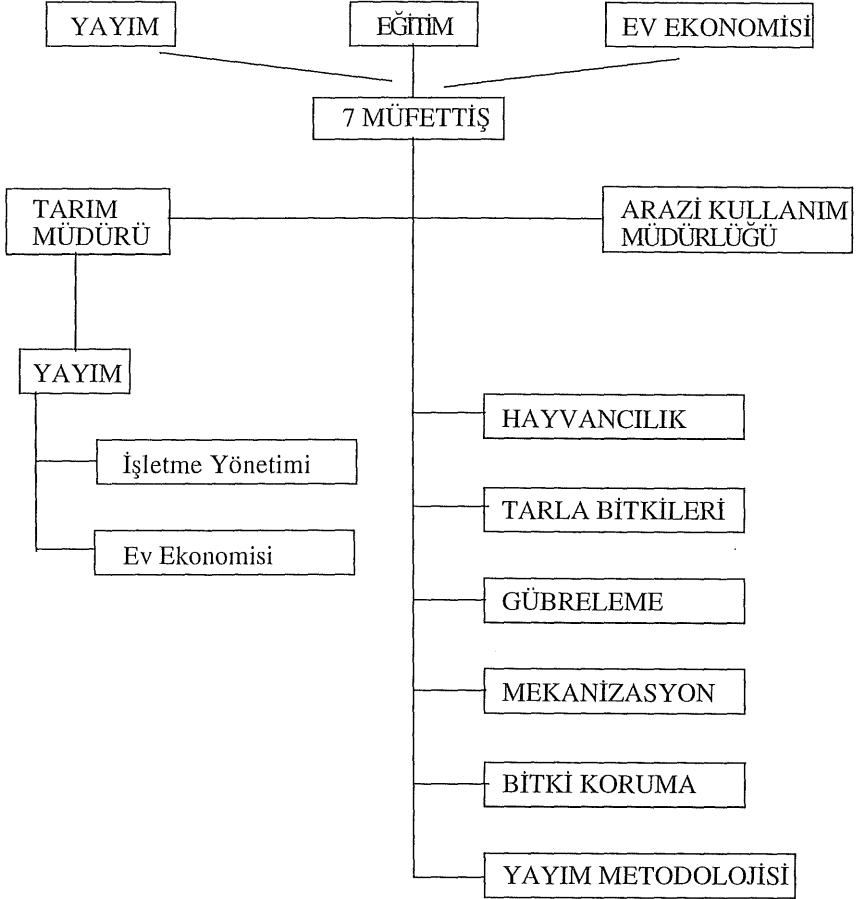 YAYIM
EĞİTİM
EV EKONOMİSİ
7 MÜFETTİŞ
TARIM
MÜDÜRÜ
ARAZİ KULLANIM
MÜDÜRLÜĞÜ
YAYIM
İşletme Yönetimi
Ev Ekonomisi
HAYVANCILIK
TARLA BİTKİLERİ
GÜBRELEME
MEKANİZASYON
BİTKİ KORUMA
YAYIM METODOLOJİSİ